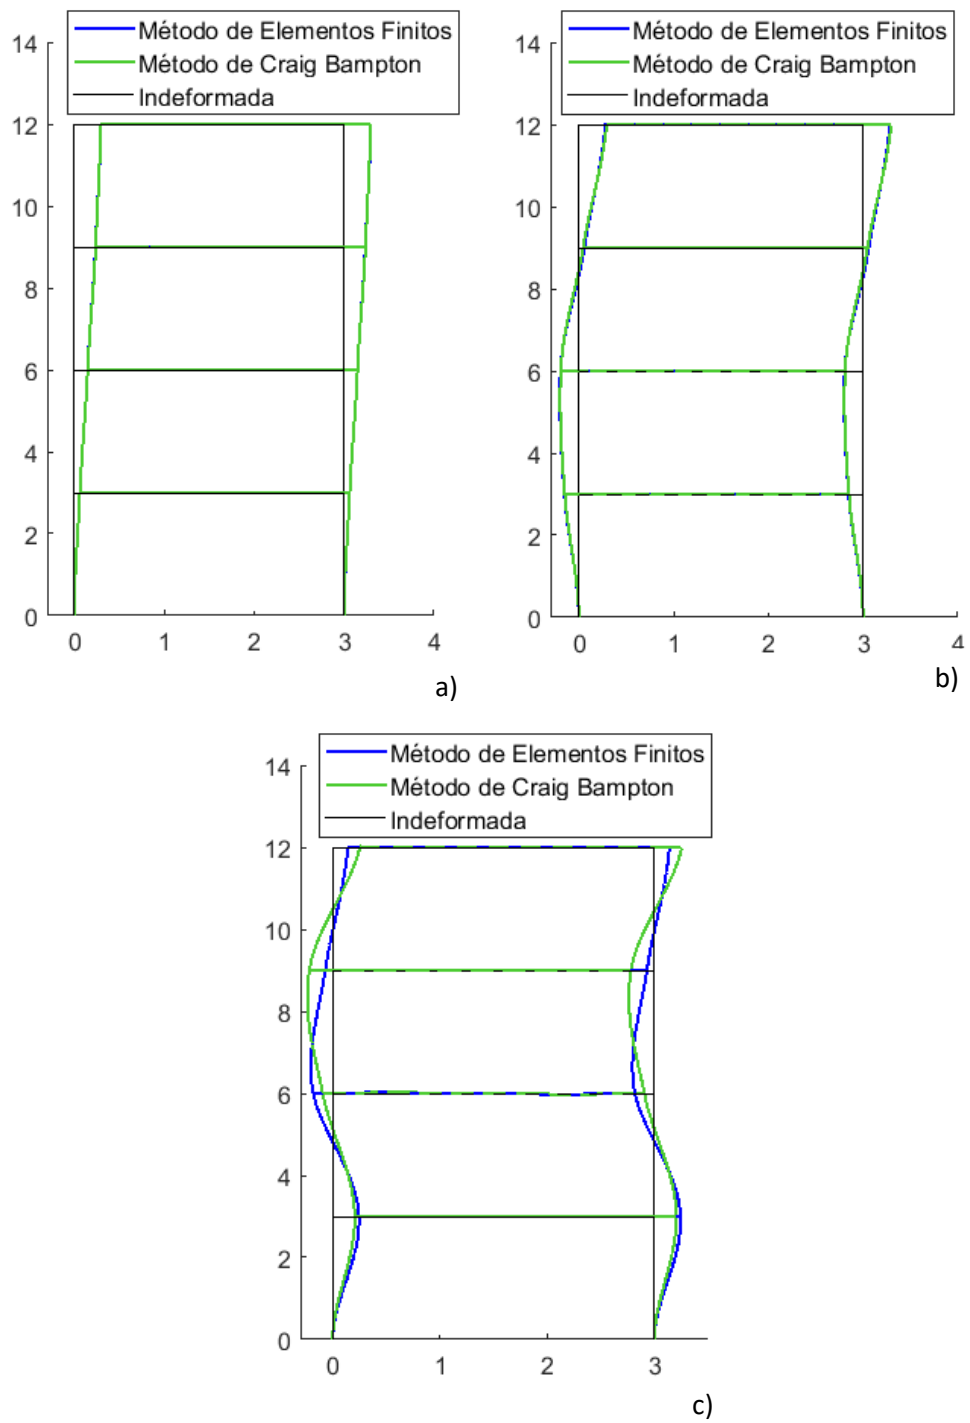 Método de Elementos Finitos
Método de Craig Bampton
Indeformada
14
12
10
8
6
4
2
0
0 1 2 3 4
a)
Método de Elementos Finitos
Método de Craig Bampton
Indeformada
14
12
10
8
6
4
2
0
0 1 2 3 4
b)
Método de Elementos Finitos
Método de Craig Bampton
Indeformada
14
12
10
8
6
4
2
0
0 1 2 3
c)